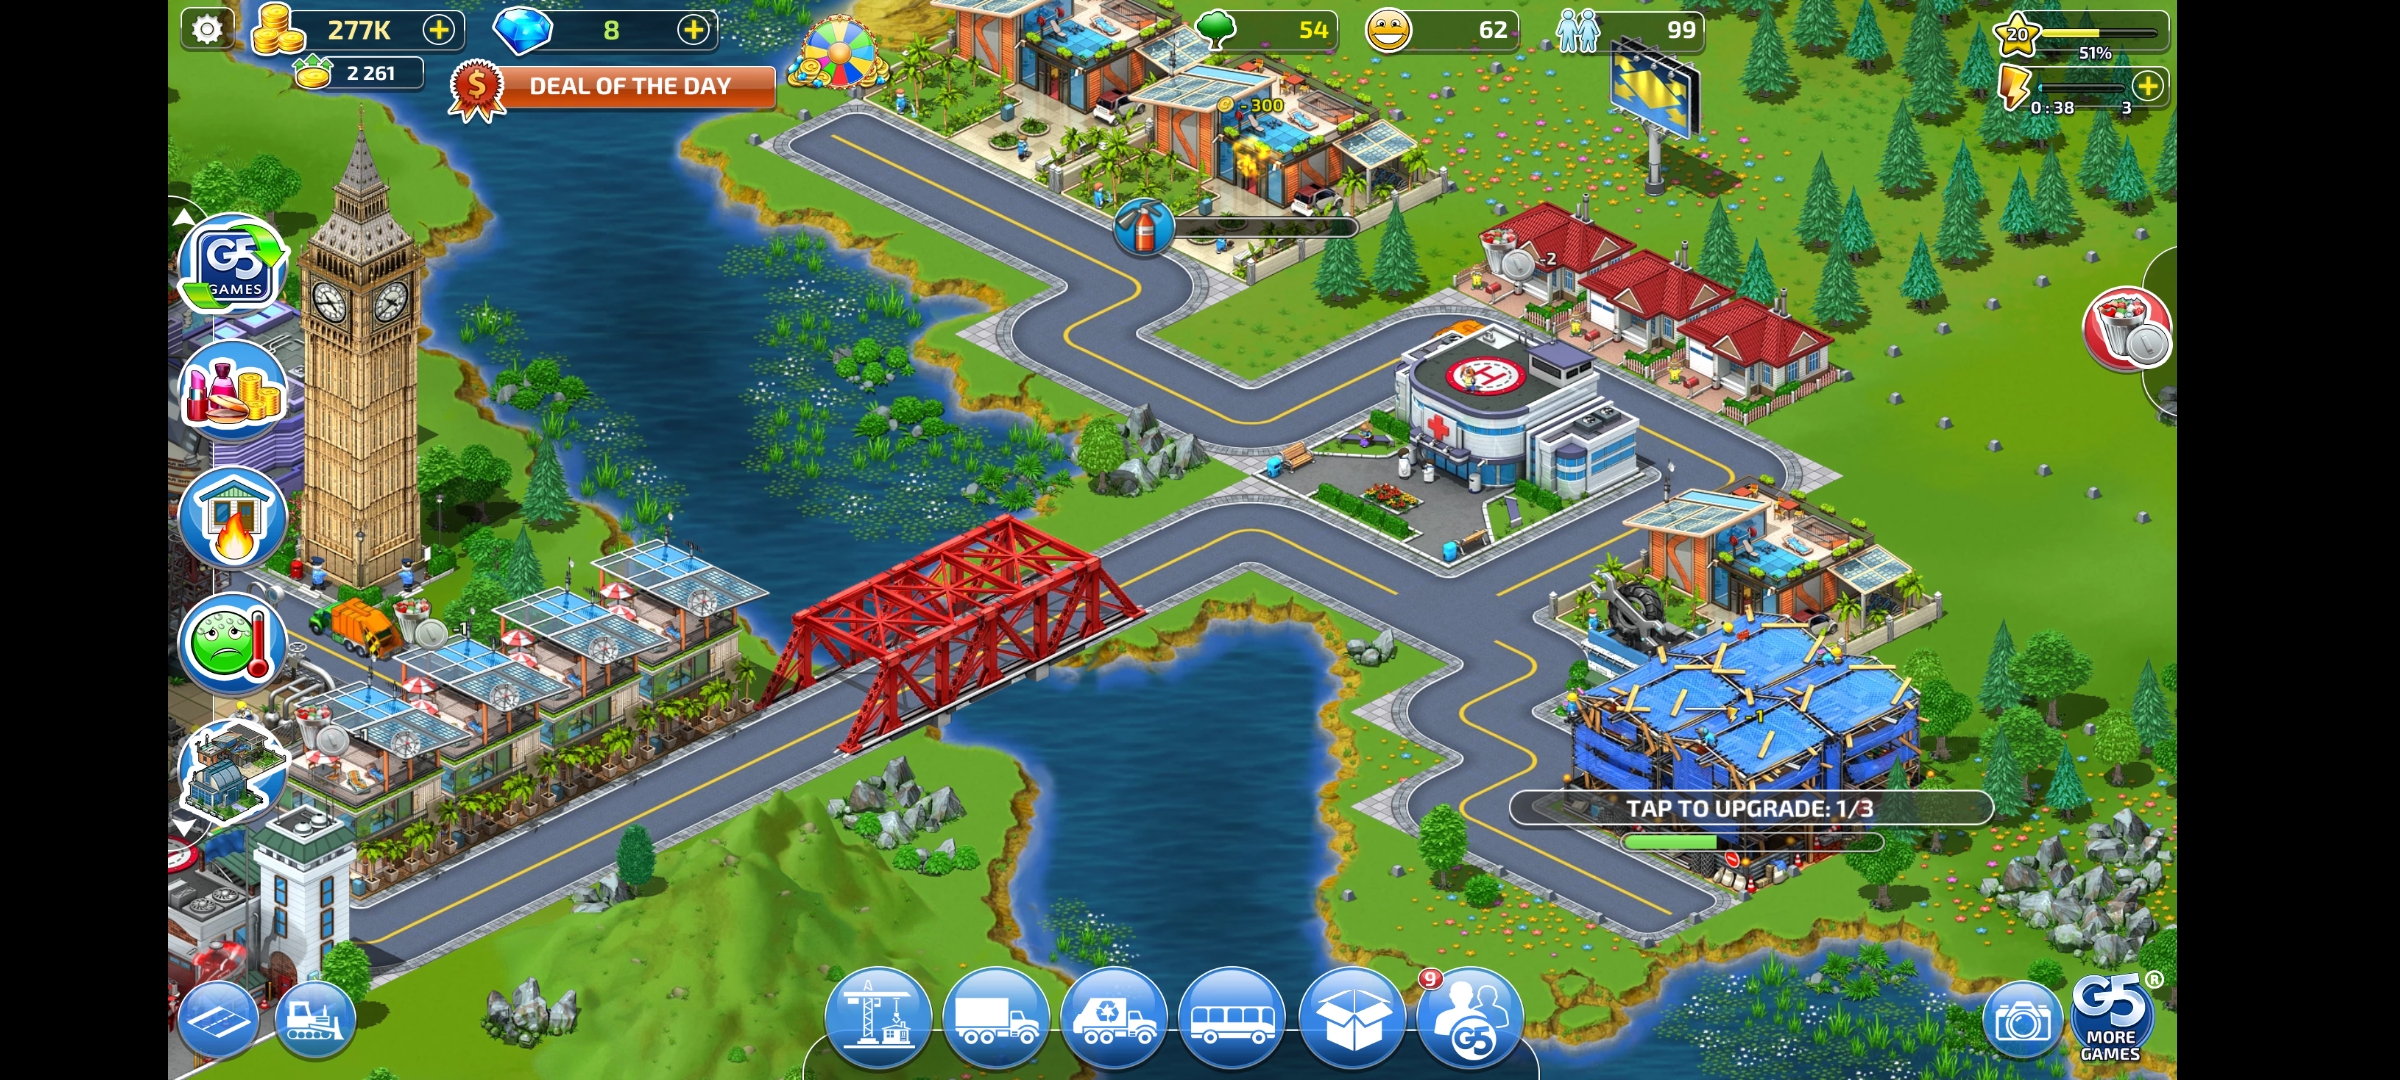 277K
8
54
62
99
20
51%
2 261
DEAL OF THE DAY
-300
0:38
3
-2
H
G5
GAMES
-1
-1
TAP TO UPGRADE: 1/3
A
9
G5
G5®
MORE
GAMES